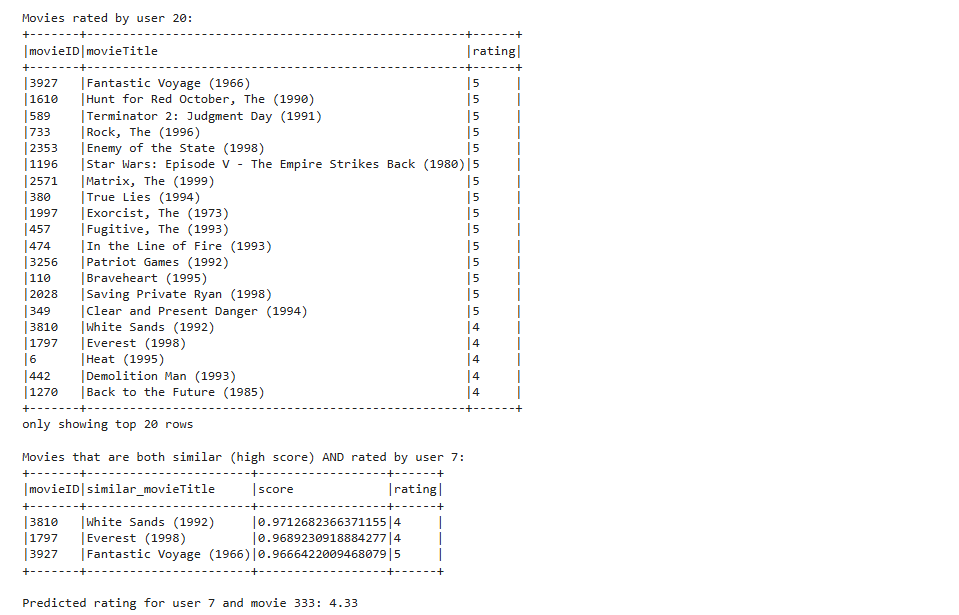 Movies rated by user 20:
+-------+-----------------------------------------------------+------+
|movieID|movieTitle                                           |rating|
+-------+-----------------------------------------------------+------+
|3927   |Fantastic Voyage (1966)                              |5     |
|1610   |Hunt for Red October, The (1990)                     |5     |
|589    |Terminator 2: Judgment Day (1991)                    |5     |
|733    |Rock, The (1996)                                     |5     |
|2353   |Enemy of the State (1998)                            |5     |
|1196   |Star Wars: Episode V - The Empire Strikes Back (1980)|5     |
|2571   |Matrix, The (1999)                                   |5     |
|380    |True Lies (1994)                                     |5     |
|1997   |Exorcist, The (1973)                                 |5     |
|457    |Fugitive, The (1993)                                 |5     |
|474    |In the Line of Fire (1993)                           |5     |
|3256   |Patriot Games (1992)                                 |5     |
|110    |Braveheart (1995)                                    |5     |
|2028   |Saving Private Ryan (1998)                           |5     |
|349    |Clear and Present Danger (1994)                      |5     |
|3810   |White Sands (1992)                                   |4     |
|1797   |Everest (1998)                                       |4     |
|6      |Heat (1995)                                          |4     |
|442    |Demolition Man (1993)                                |4     |
|1270   |Back to the Future (1985)                            |4     |
+-------+-----------------------------------------------------+------+
only showing top 20 rows
Movies that are both similar (high score) AND rated by user 7:
+-------+-----------------------+------------------+------+
|movieID|similar_movieTitle     |score             |rating|
+-------+-----------------------+------------------+------+
|3810   |White Sands (1992)     |0.9712682366371155|4     |
|1797   |Everest (1998)         |0.9689230918884277|4     |
|3927   |Fantastic Voyage (1966)|0.9666422009468079|5     |
+-------+-----------------------+------------------+------+
Predicted rating for user 7 and movie 333: 4.33